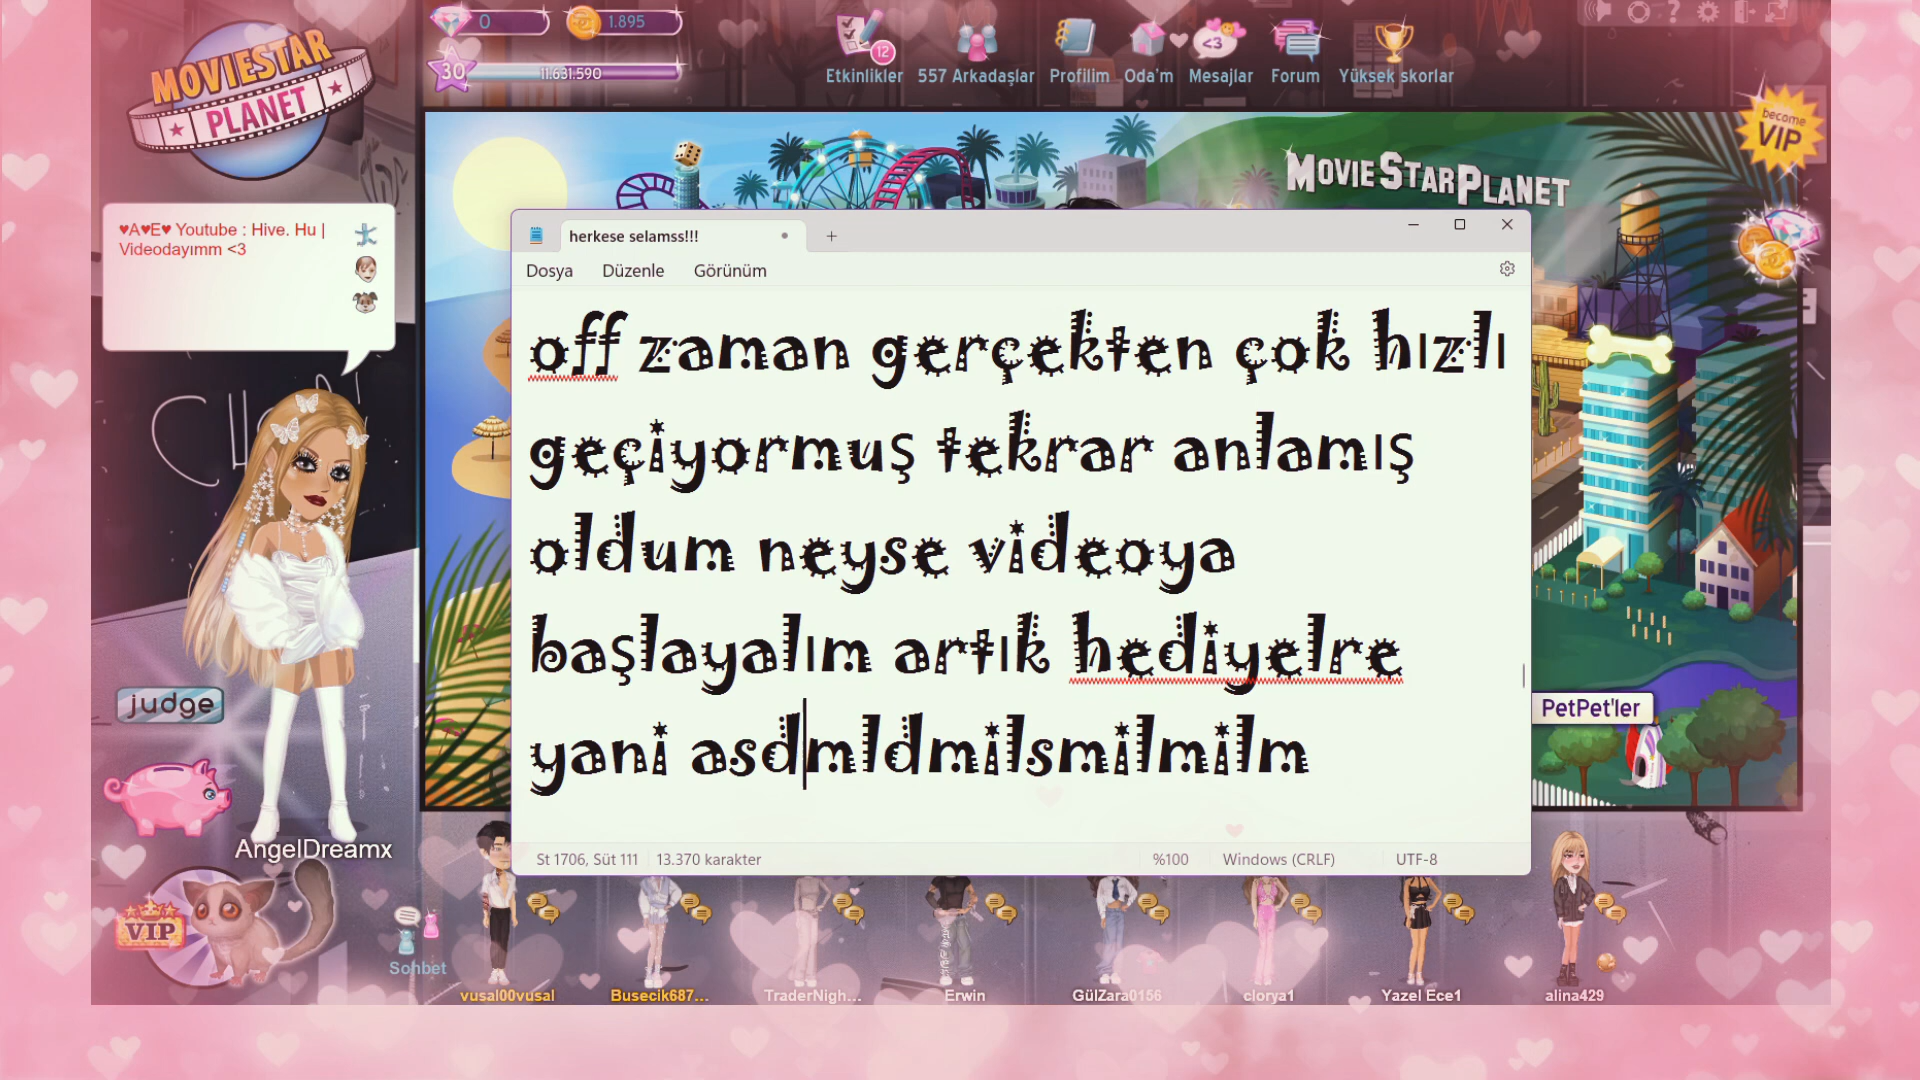 MOVIESTAR
PLANET
0
1.895
30
11.631.590
12
<3
Etkinlikler
557 Arkadaşlar
Profilim
Oda'm
Mesajlar
Forum
Yüksek skorlar
become
VIP
MOVIESTARPLANET
♥A♥E♥ Youtube : Hive. Hu |
Videodayımm <3
herkese selamss!!!
Dosya
Düzenle
Görünüm
off zaman gerçekten çok hızlı
geçiyormuş tekrar anlamış
oldum neyse videoya
başlayalım artık hediyelre
yani asdmldmilsmilmilm
St 1706, Süt 111
13.370 karakter
%100
Windows (CRLF)
UTF-8
PetPet'ler
judge
AngelDreamx
VIP
Sohbet
vusal00vusal
Busecik687...
TraderNigh...
Erwin
GülZara0156
clorya1
Yazel Ece1
alina429